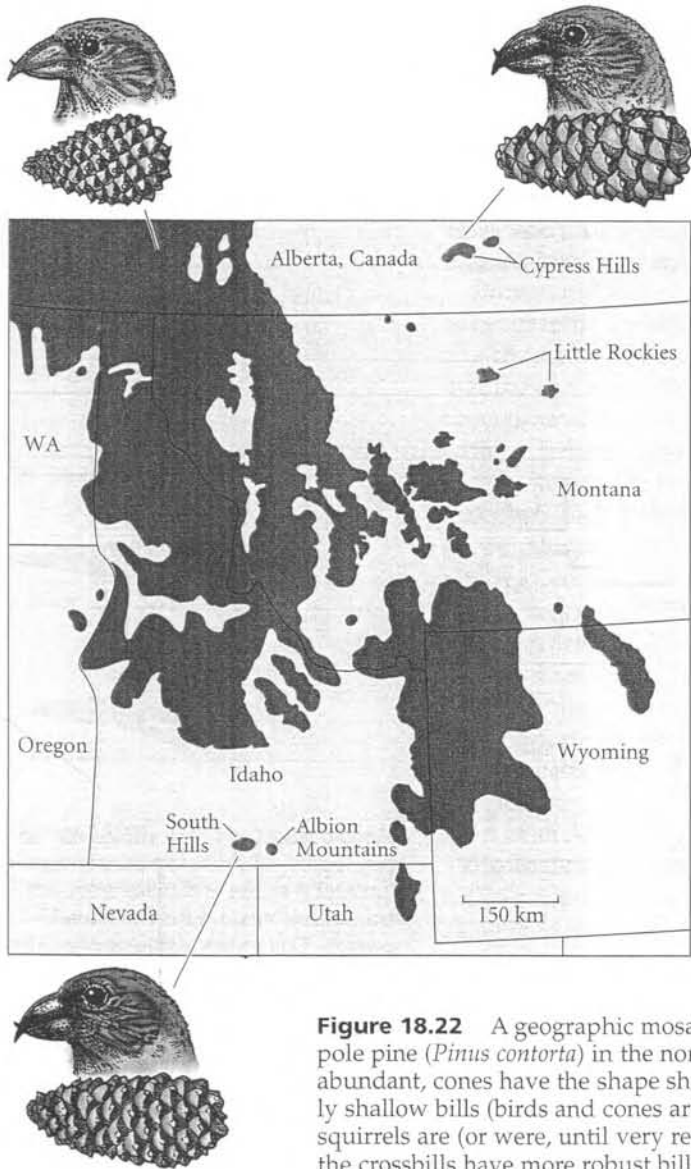 Alberta, Canada
Cypress Hills
Little Rockies
WA
Montana
Oregon
Idaho
Wyoming
South
Hills
Albion
Mountains
Nevada
Utah
150 km
Figure 18.22 A geographic mosa
pole pine (Pinus contorta) in the nor
abundant, cones have the shape sh
ly shallow bills (birds and cones ar
squirrels are (or were, until very re
the crossbills have more robust bill